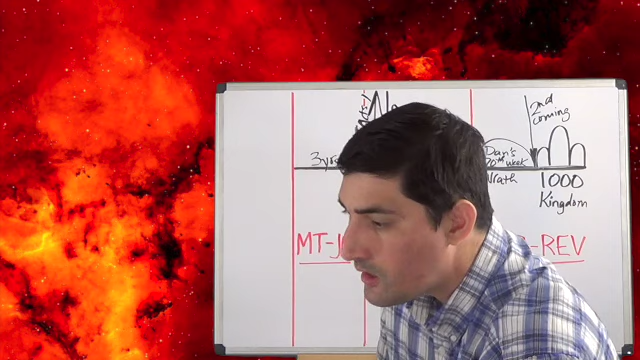 2nd
coming
3yrs
Dan's
70th week
Wrath
1000
Kingdom
MT-J
-REV